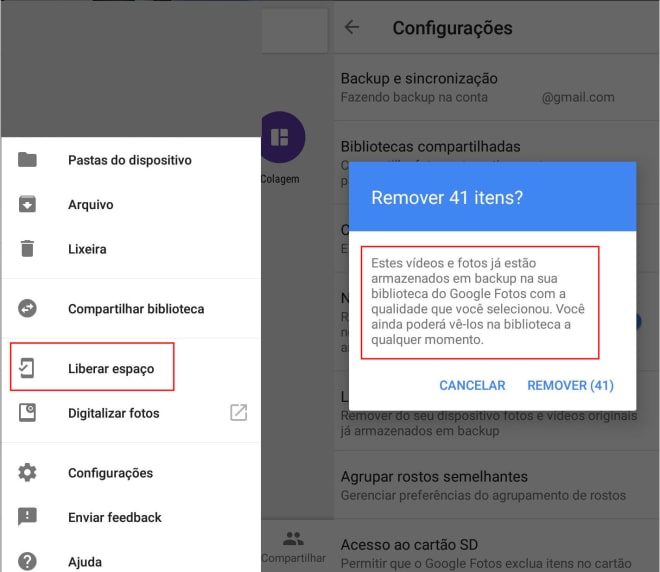 Pastas do dispositivo
Arquivo
Lixeira
Compartilhar biblioteca
Liberar espaço
Digitalizar fotos
Configurações
Enviar feedback
Ajuda
Colagem
Compartilhar
Configurações
Backup e sincronização
Fazendo backup na conta @gmail.com
Bibliotecas compartilhadas
Remover 41 itens?
Estes vídeos e fotos já estão
armazenados em backup na sua
biblioteca do Google Fotos com a
qualidade que você selecionou. Você
ainda poderá vê-los na biblioteca a
qualquer momento.
CANCELAR REMOVER (41)
Remover do seu dispositivo fotos e vídeos originais
já armazenados em backup
Agrupar rostos semelhantes
Gerenciar preferências do agrupamento de rostos
Acesso ao cartão SD
Permitir que o Google Fotos exclua itens no cartão